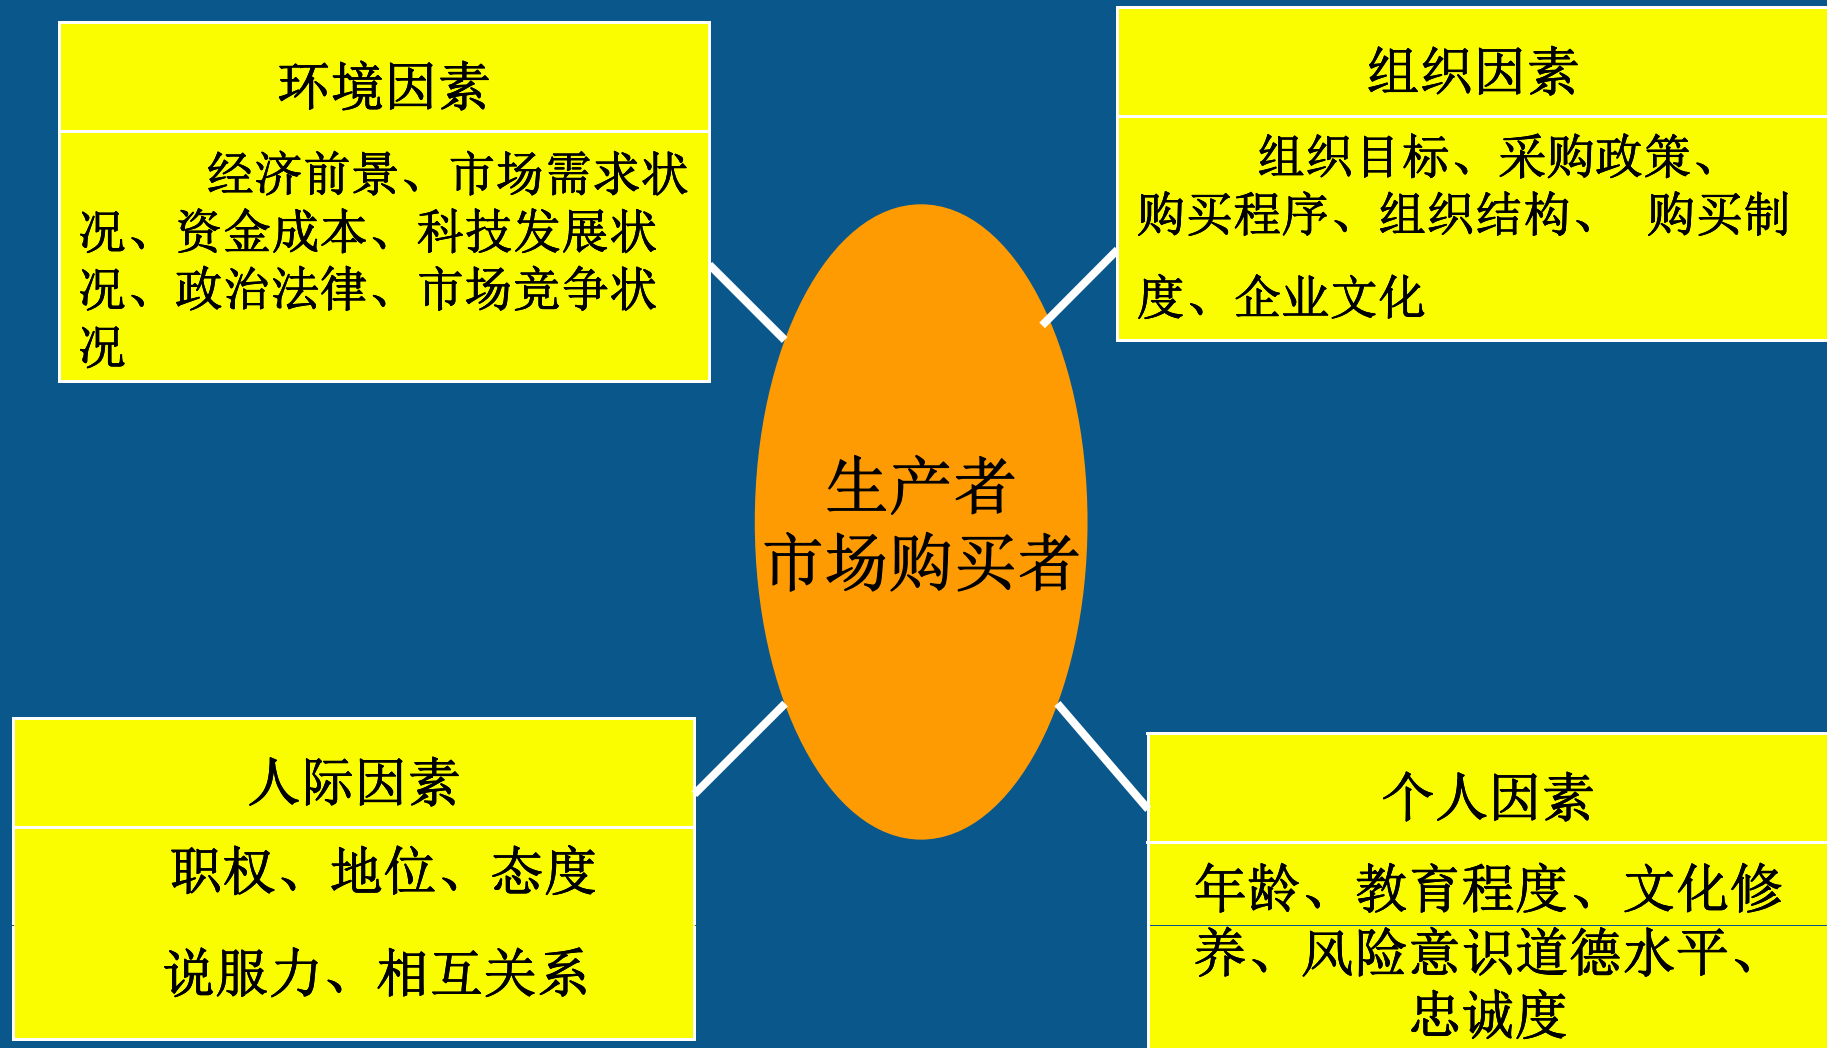 环境因素
经济前景、市场需求状
况、资金成本、科技发展状
况、政治法律、市场竞争状
况
组织因素
组织目标、采购政策、
购买程序、组织结构、 购买制
度、企业文化
生产者
市场购买者
人际因素
职权、地位、态度
说服力、相互关系
个人因素
年龄、教育程度、文化修
养、风险意识道德水平、
忠诚度